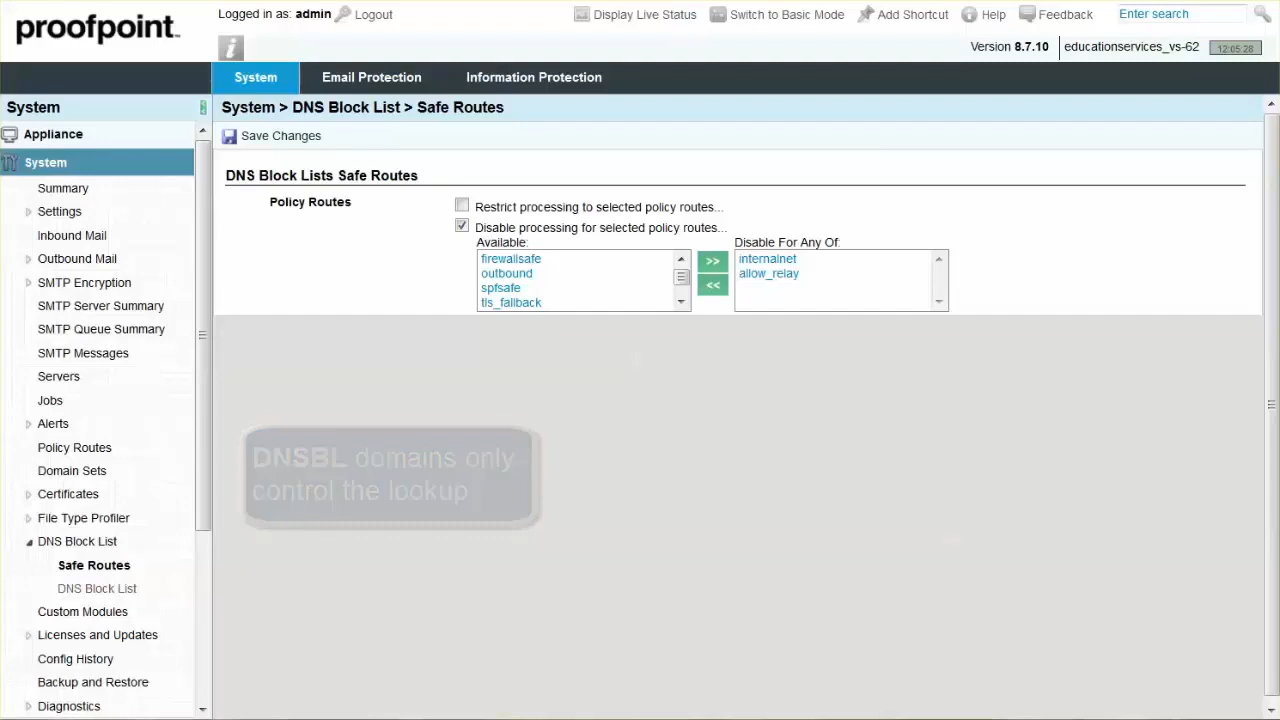 proofpoint™
Logged in as: admin Logout
Display Live Status Switch to Basic Mode Add Shortcut Help Feedback Enter search
Version 8.7.10 educationservices_vs-62 12:05:28
System Email Protection Information Protection
System
System > DNS Block List > Safe Routes
Appliance
Save Changes
System
DNS Block Lists Safe Routes
Summary
Policy Routes
Restrict processing to selected policy routes...
Settings
Disable processing for selected policy routes...
Inbound Mail
Available:
Disable For Any Of:
Outbound Mail
firewallsafe
internalnet
outbound
allow_relay
SMTP Encryption
spfsafe
>>
<<
tls_fallback
SMTP Server Summary
SMTP Queue Summary
SMTP Messages
Servers
Jobs
Alerts
Policy Routes
Domain Sets
Certificates
File Type Profiler
DNS Block List
Safe Routes
DNS Block List
Custom Modules
Licenses and Updates
Config History
Backup and Restore
Diagnostics
DNSBL domains only
control the lookup